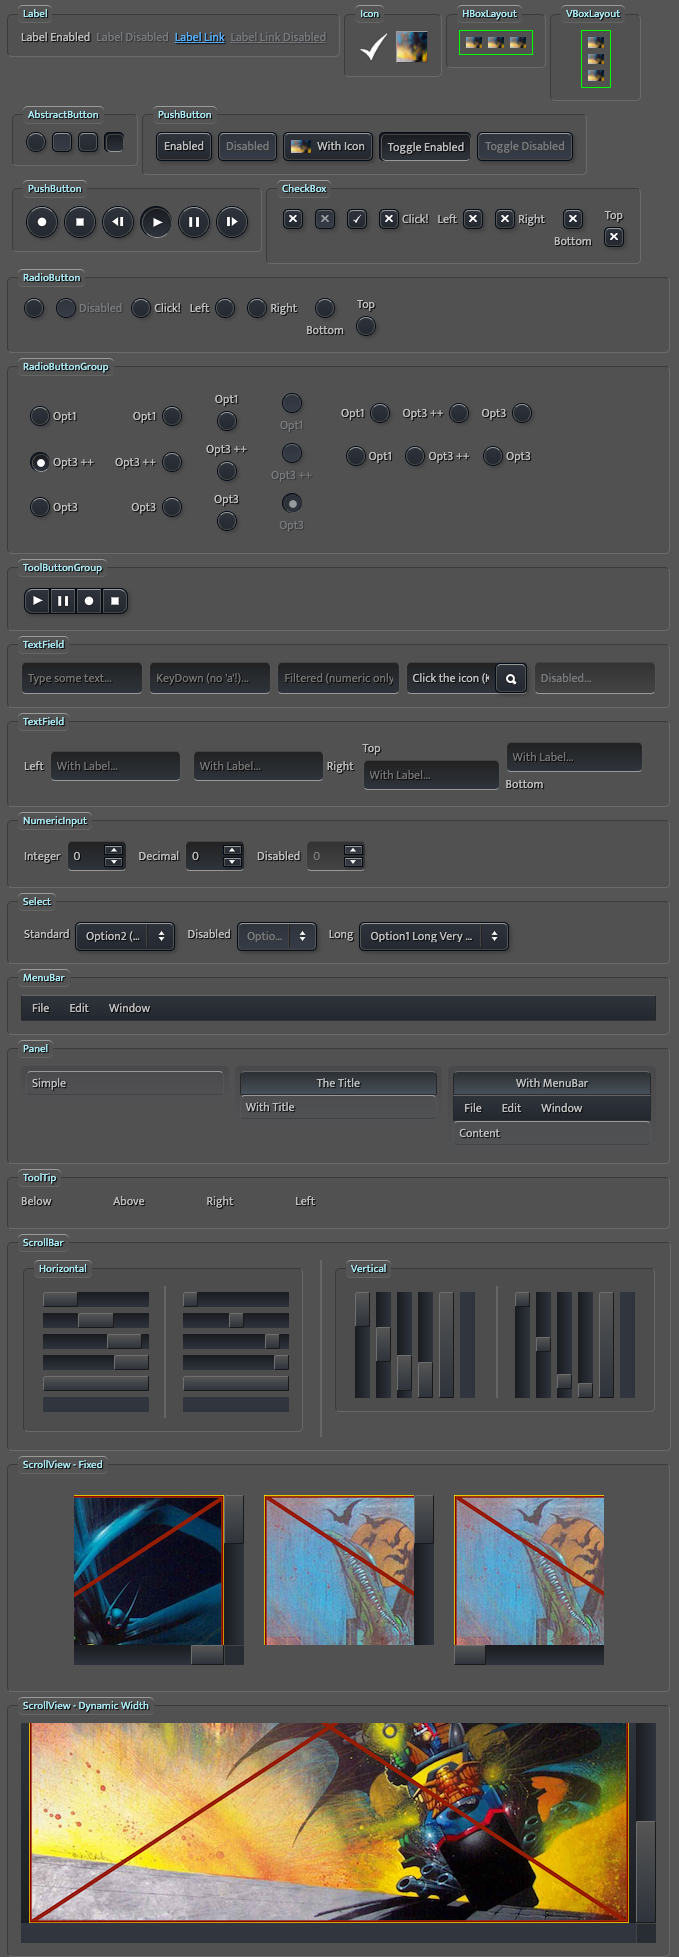 Label
Label Enabled Label Disabled Label Link Label Link Disabled
Icon
HBoxLayout
VBoxLayout
AbstractButton
PushButton
Enabled Disabled With Icon Toggle Enabled Toggle Disabled
PushButton
CheckBox
Click! Left Right Bottom Top
RadioButton
Disabled Click! Left Right Bottom Top
RadioButtonGroup
Opt1 Opt1 Opt1 Opt1 Opt1 Opt3 ++ Opt3
Opt3 ++ Opt3 ++ Opt3 ++ Opt3 ++ Opt1 Opt3 ++ Opt3
Opt3 Opt3 Opt3 Opt3
ToolButtonGroup
TextField
Type some text... KeyDown (no 'a'!)... Filtered (numeric only Click the icon (K Disabled...
TextField
Left With Label... With Label... Right
Top
With Label...
With Label...
Bottom
NumericInput
Integer 0 Decimal 0 Disabled 0
Select
Standard Option2 (... Disabled Optio... Long Option1 Long Very ...
MenuBar
File Edit Window
Panel
Simple
The Title
With Title
With MenuBar
File Edit Window
Content
ToolTip
Below Above Right Left
ScrollBar
Horizontal
Vertical
ScrollView - Fixed
ScrollView - Dynamic Width